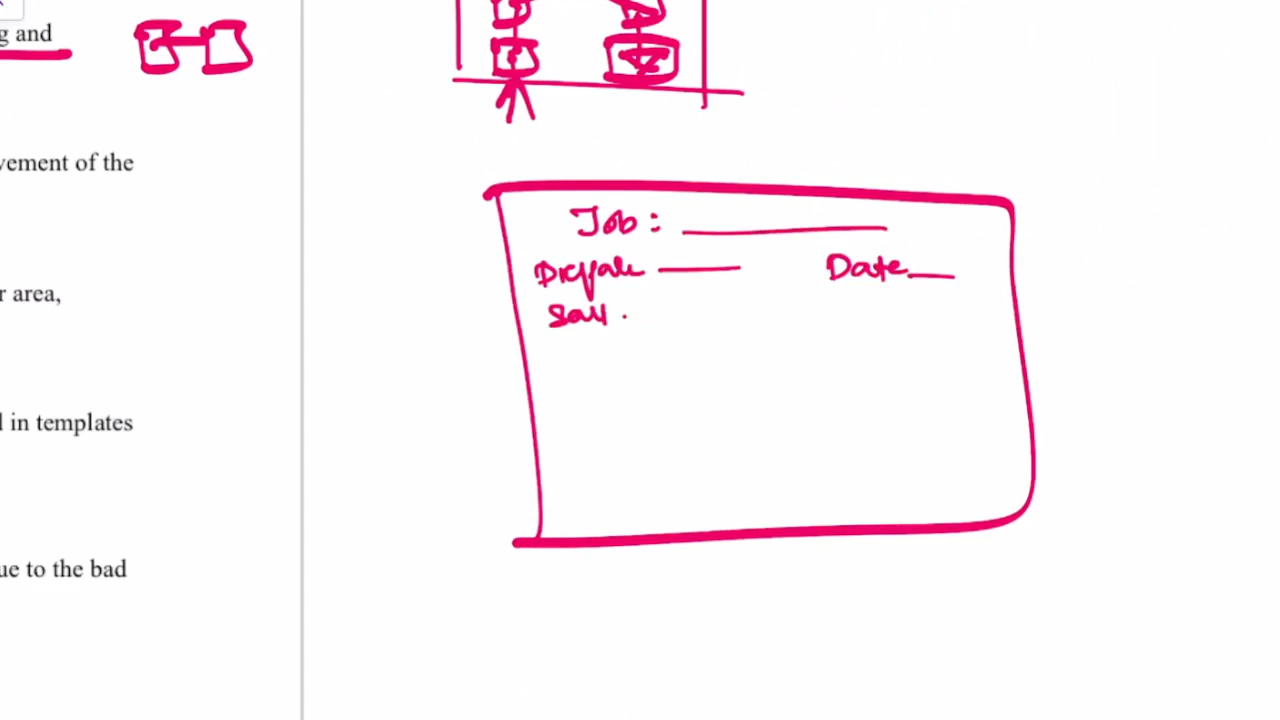 g and
vement of the
r area,
in templates
ue to the bad
Job:
Date